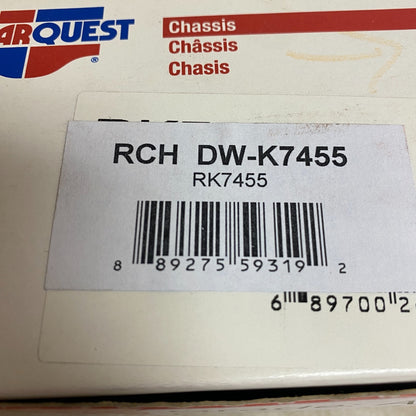 ARQUEST
®
Chassis
Châssis
Chasis
RCH DW-K7455
RK7455
8 89275 59319 2
6 89700 2